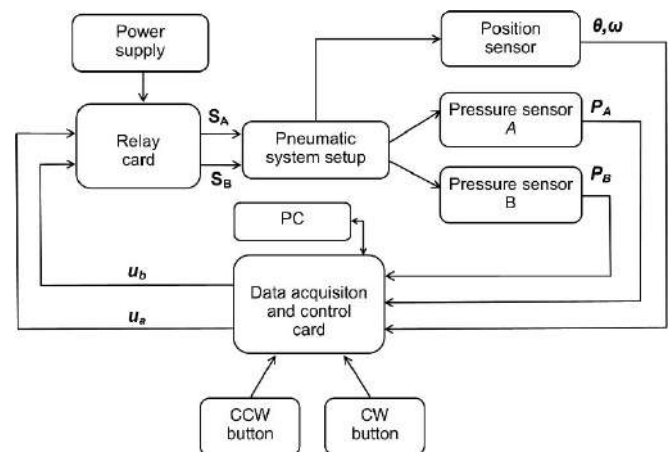 Power
supply
Position
sensor
θ,ω
Relay
card
S_A
S_B
Pneumatic
system setup
Pressure sensor
A
P_A
Pressure sensor
B
P_B
PC
u_b
u_a
Data acquisiton
and control
card
CCW
button
CW
button